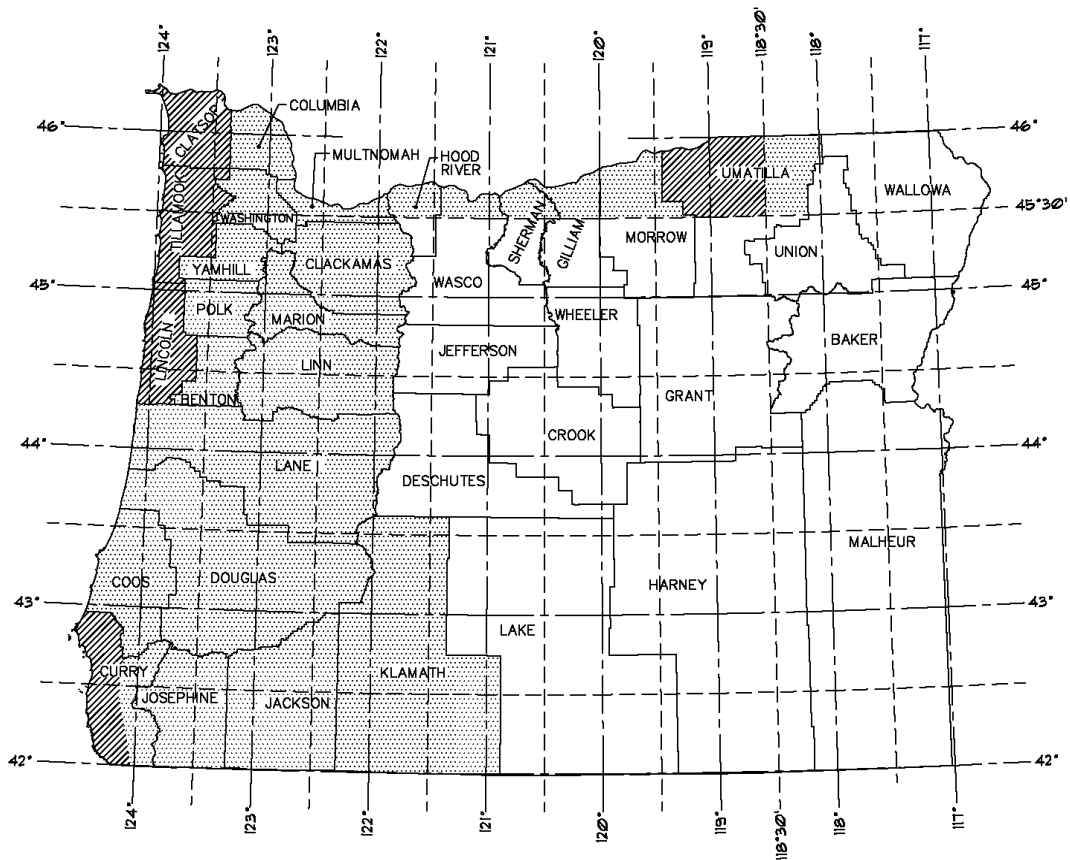 124°
123°
122°
121°
120°
119°
118°30'
118°
117°
COLUMBIA
46°
46°
CLATSOP
MULTNOMAH
HOOD
RIVER
UMATILLA
WALLOWA
TILLAMOOK
WASHINGTON
45°30'
SHERMAN
GILLIAM
MORROW
UNION
YAMHILL
CLACKAMAS
WASCO
45°
45°
POLK
MARION
WHEELER
LINCOLN
JEFFERSON
BAKER
LINN
BENTON
GRANT
CROOK
44°
44°
LANE
DESCHUTES
MALHEUR
COOS
DOUGLAS
HARNEY
43°
43°
LAKE
CURRY
KLAMATH
JOSEPHINE
JACKSON
42°
42°
124°
123°
122°
121°
120°
119°
118°30'
118°
117°